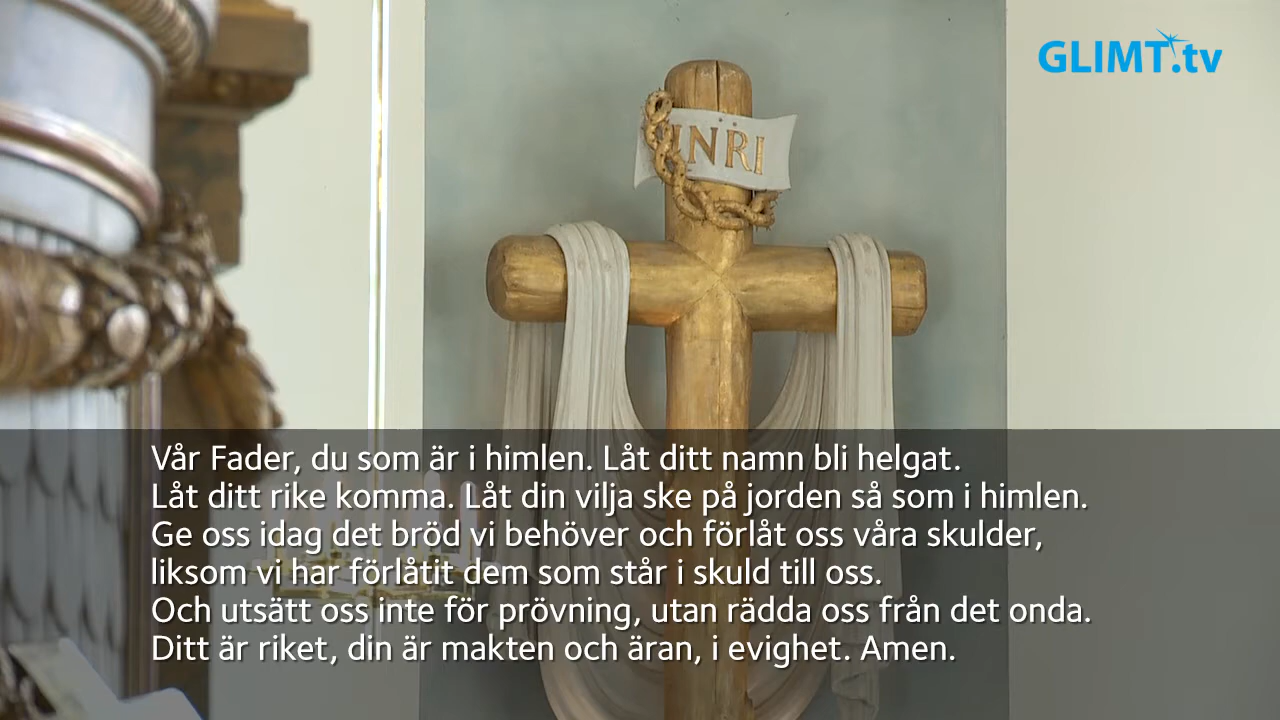 GLIMT.tv
INRI
Vår Fader, du som är i himlen. Låt ditt namn bli helgat.
Låt ditt rike komma. Låt din vilja ske på jorden så som i himlen.
Ge oss idag det bröd vi behöver och förlåt oss våra skulder,
liksom vi har förlåtit dem som står i skuld till oss.
Och utsätt oss inte för prövning, utan rädda oss från det onda.
Ditt är riket, din är makten och äran, i evighet. Amen.